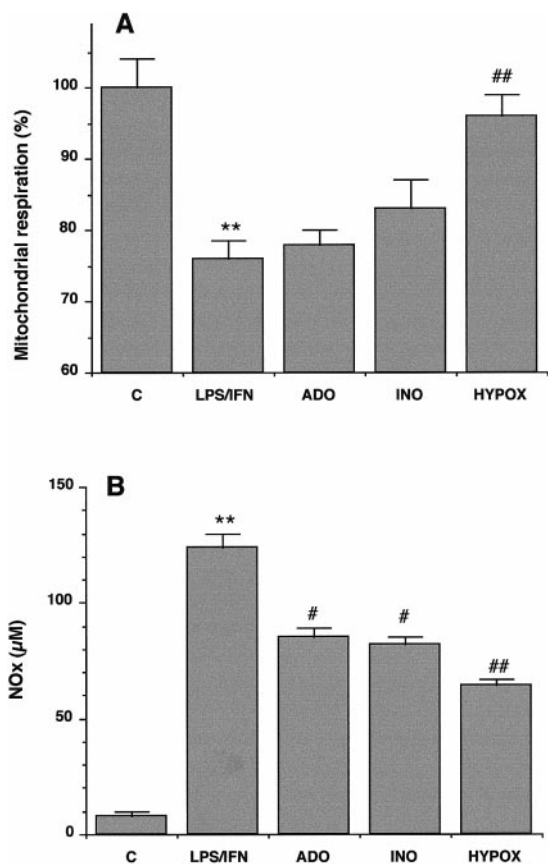 A
Mitochondrial respiration (%)
100
90
80
70
60
**
##
C LPS/IFN ADO INO HYPOX
B
NOx (µM)
150
100
50
0
**
#
#
##
C LPS/IFN ADO INO HYPOX